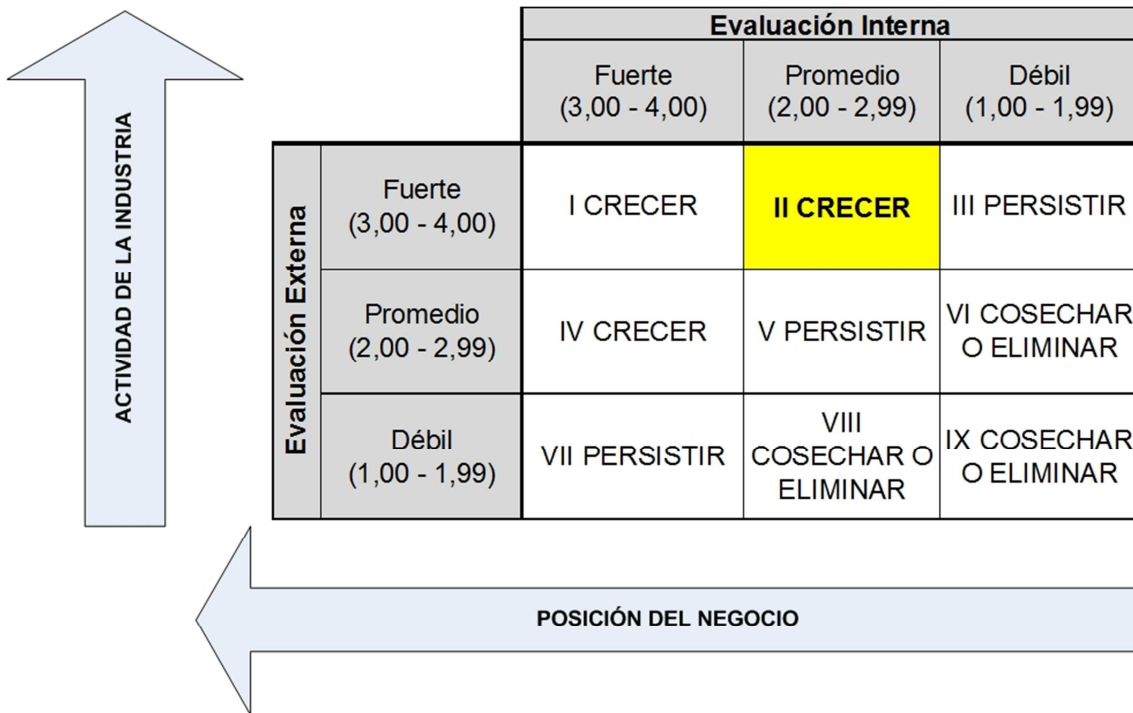 Evaluación Interna
Fuerte
(3,00 - 4,00)
Promedio
(2,00 - 2,99)
Débil
(1,00 - 1,99)
ACTIVIDAD DE LA INDUSTRIA
Evaluación Externa
Fuerte
(3,00 - 4,00)
I CRECER
II CRECER
III PERSISTIR
Promedio
(2,00 - 2,99)
IV CRECER
V PERSISTIR
VI COSECHAR
O ELIMINAR
Débil
(1,00 - 1,99)
VII PERSISTIR
VIII
COSECHAR O
ELIMINAR
IX COSECHAR
O ELIMINAR
POSICIÓN DEL NEGOCIO